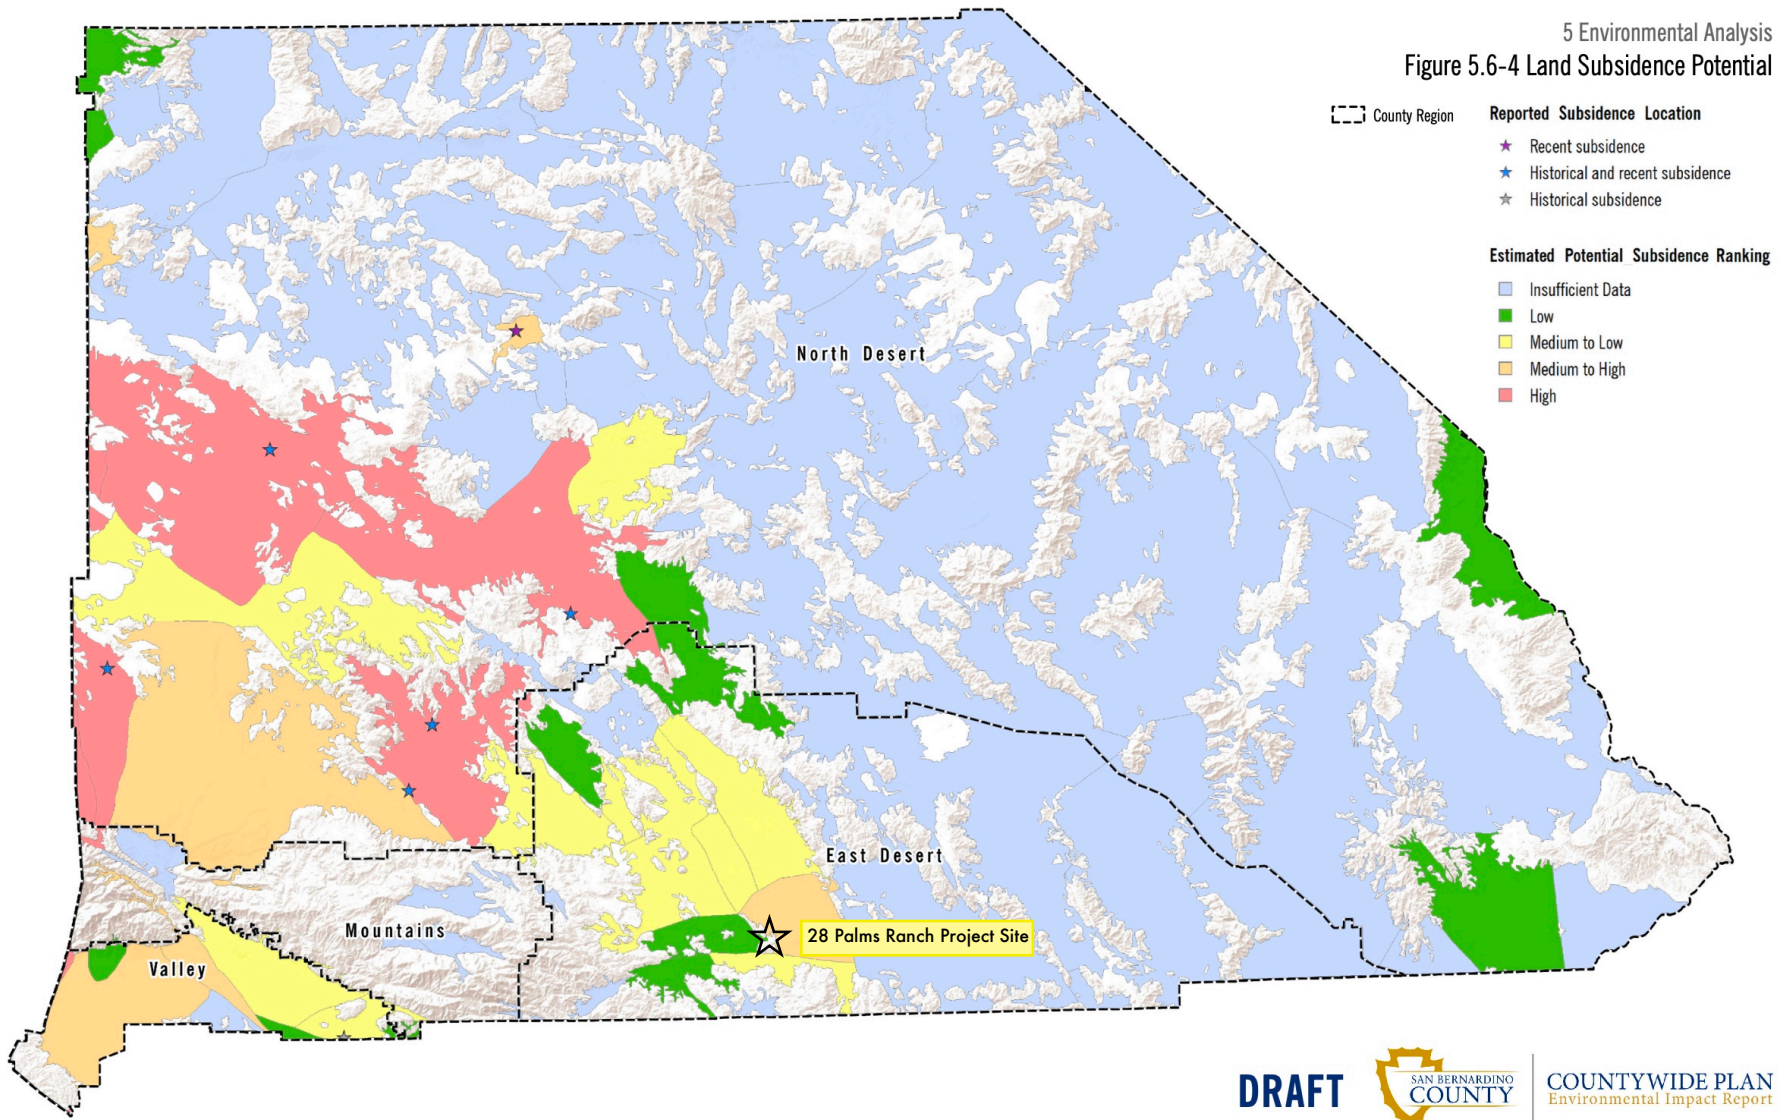 5 Environmental Analysis
Figure 5.6-4 Land Subsidence Potential
County Region
Reported Subsidence Location
Recent subsidence
Historical and recent subsidence
Historical subsidence
Estimated Potential Subsidence Ranking
Insufficient Data
Low
Medium to Low
Medium to High
High
North Desert
East Desert
Mountains
28 Palms Ranch Project Site
Valley
DRAFT
SAN BERNARDINO
COUNTY
COUNTYWIDE PLAN
Environmental Impact Report